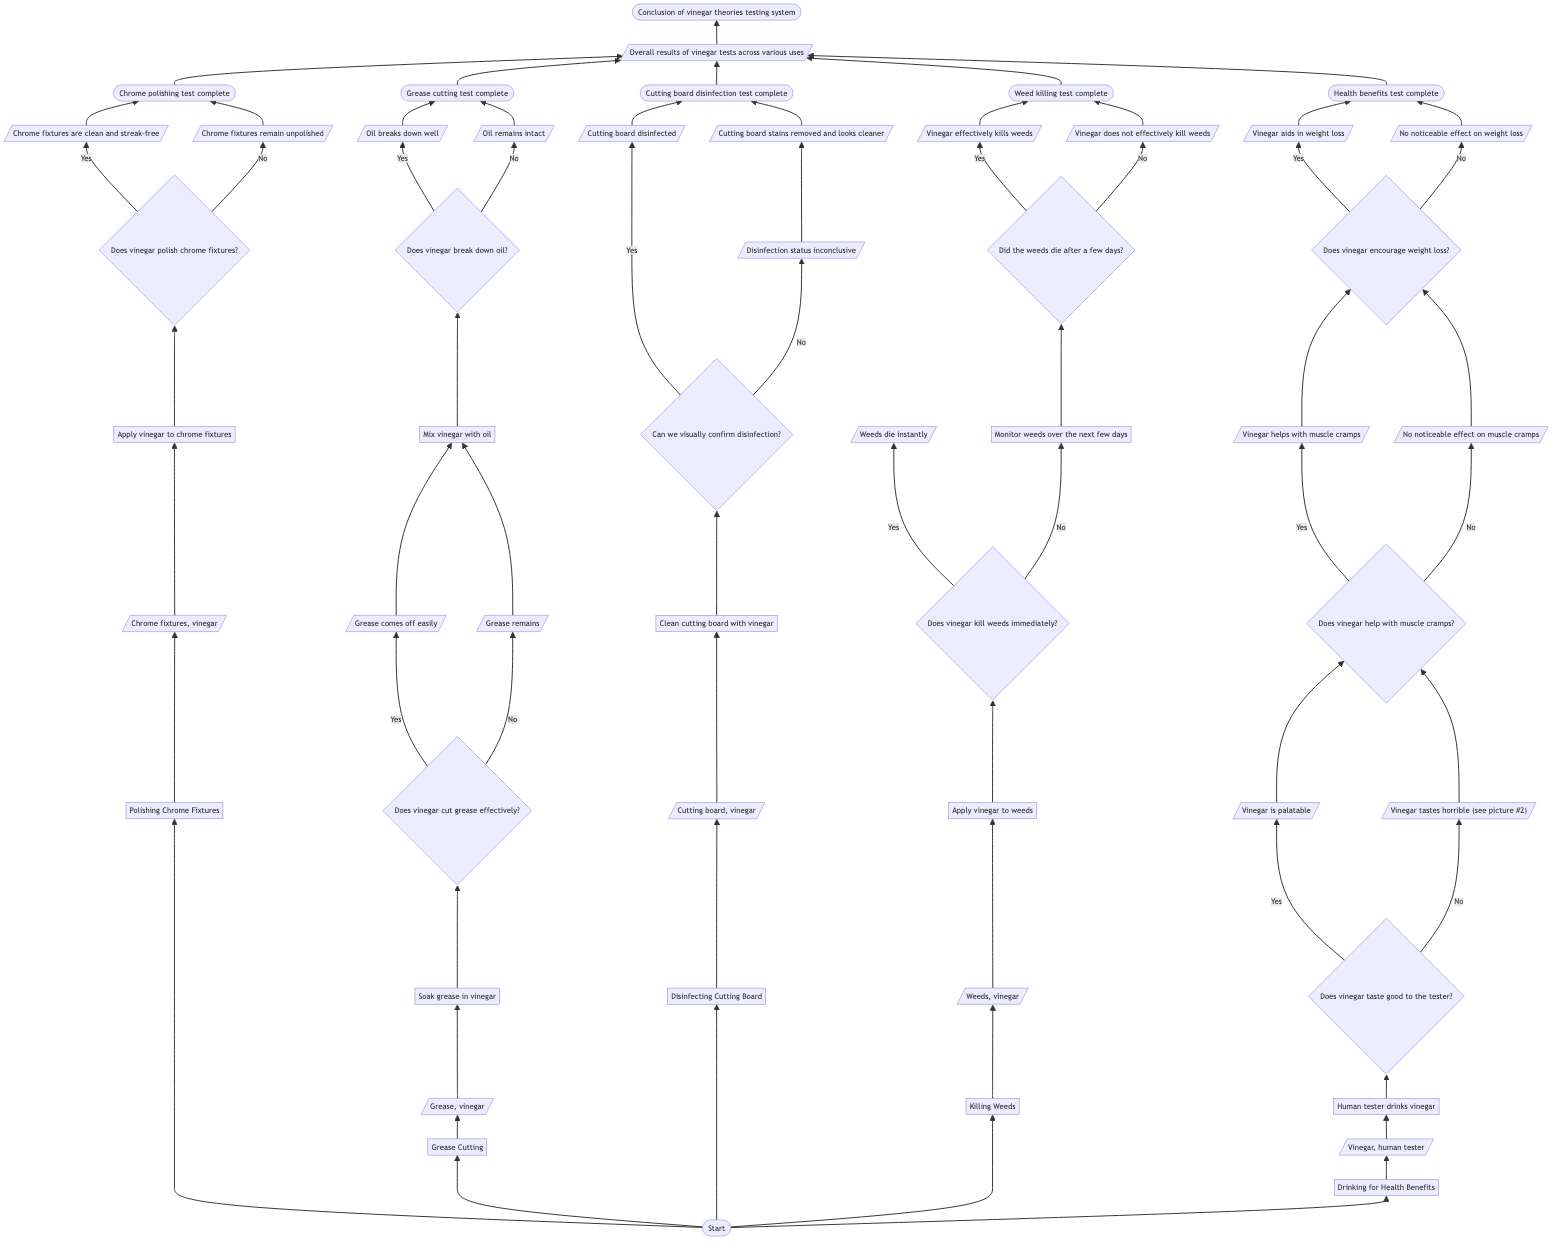 Conclusion of vinegar theories testing system
Overall results of vinegar tests across various uses
Chrome polishing test complete
Grease cutting test complete
Cutting board disinfection test complete
Weed killing test complete
Health benefits test complete
Chrome fixtures are clean and streak-free
Chrome fixtures remain unpolished
Oil breaks down well
Oil remains intact
Cutting board disinfected
Cutting board stains removed and looks cleaner
Vinegar effectively kills weeds
Vinegar does not effectively kill weeds
Vinegar aids in weight loss
No noticeable effect on weight loss
Yes
No
Yes
No
Yes
No
Yes
No
Does vinegar polish chrome fixtures?
Does vinegar break down oil?
Yes
Disinfection status inconclusive
Did the weeds die after a few days?
Does vinegar encourage weight loss?
No
Apply vinegar to chrome fixtures
Mix vinegar with oil
Can we visually confirm disinfection?
Weeds die instantly
Monitor weeds over the next few days
Vinegar helps with muscle cramps
No noticeable effect on muscle cramps
Yes
No
Yes
No
Chrome fixtures, vinegar
Grease comes off easily
Grease remains
Clean cutting board with vinegar
Does vinegar kill weeds immediately?
Does vinegar help with muscle cramps?
Yes
No
Polishing Chrome Fixtures
Does vinegar cut grease effectively?
Cutting board, vinegar
Apply vinegar to weeds
Vinegar is palatable
Vinegar tastes horrible (see picture #2)
Yes
No
Soak grease in vinegar
Disinfecting Cutting Board
Weeds, vinegar
Does vinegar taste good to the tester?
Grease, vinegar
Killing Weeds
Human tester drinks vinegar
Grease Cutting
Vinegar, human tester
Drinking for Health Benefits
Start